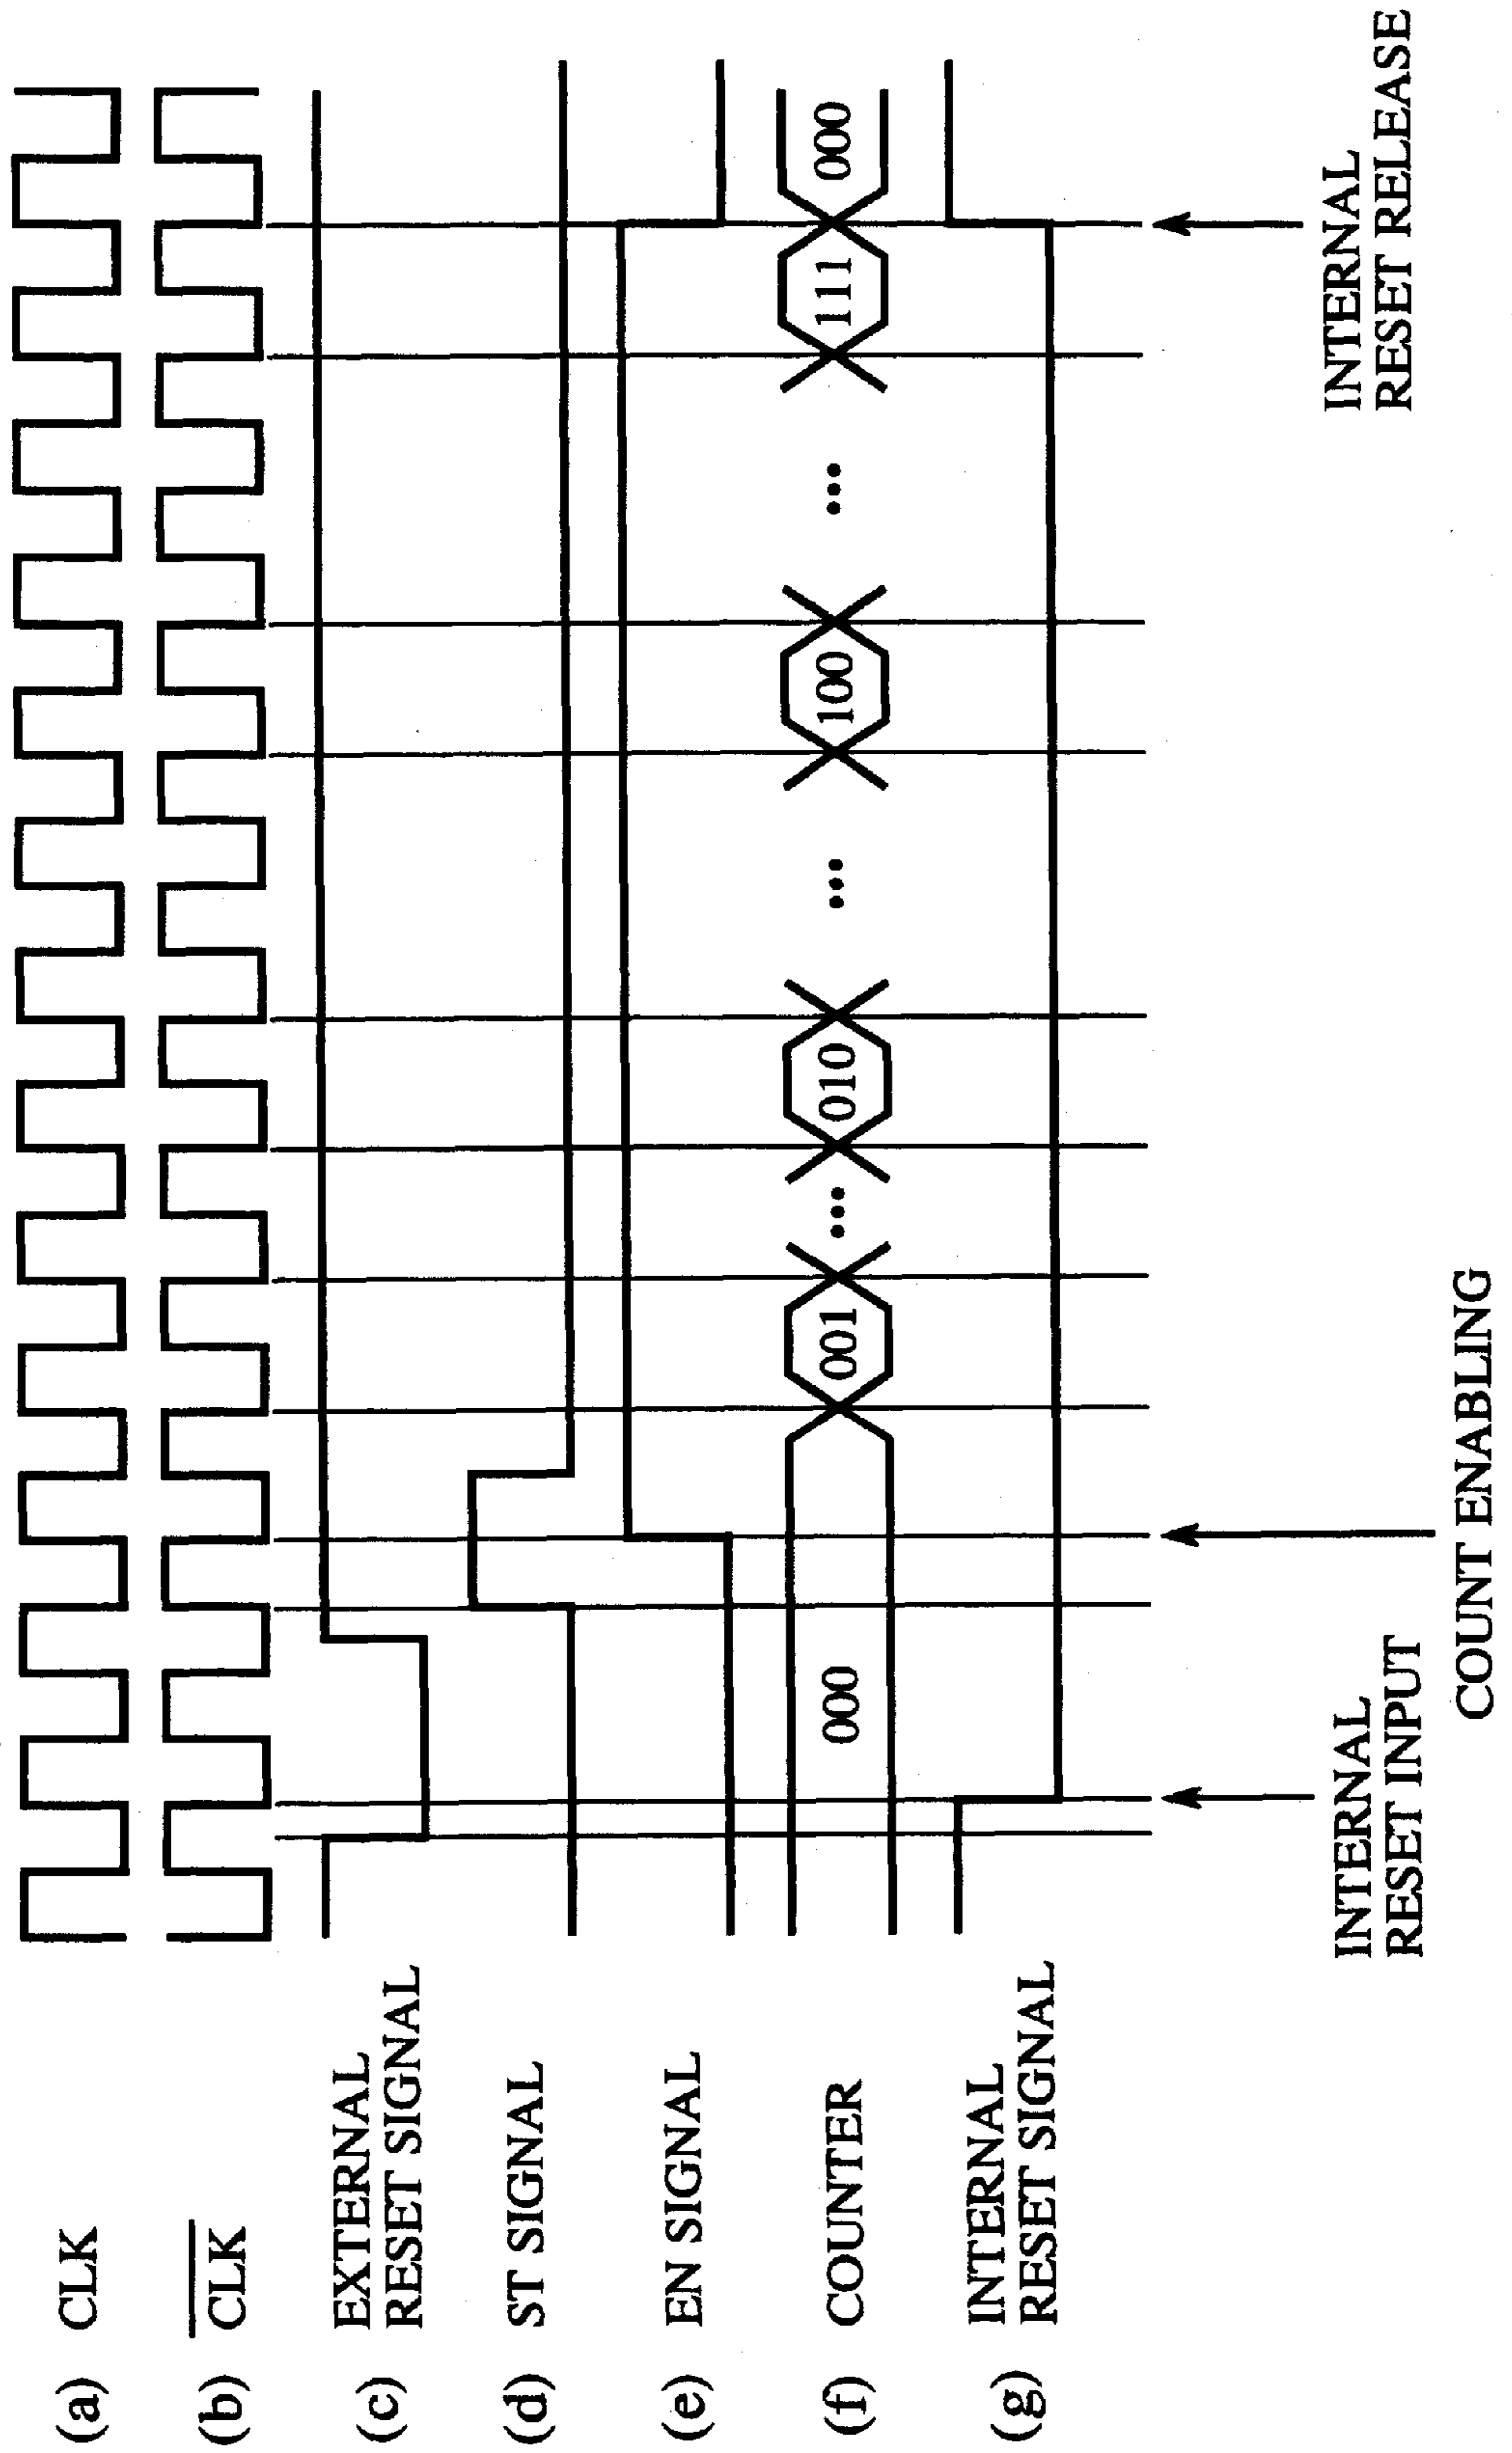 (a) CLK
(b) CLK
(c) EXTERNAL
RESET SIGNAL
(d) ST SIGNAL
(e) EN SIGNAL
(f) COUNTER
000 001 ... 010 ... 100 ... 111 000
(g) INTERNAL
RESET SIGNAL
INTERNAL
RESET INPUT
COUNT ENABLING
INTERNAL
RESET RELEASE